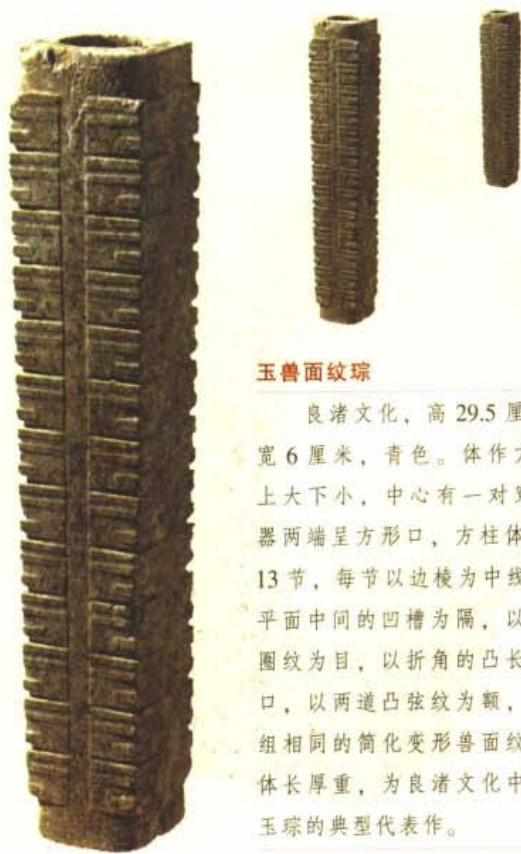 玉兽面纹琮
良渚文化，高 29.5 厘
宽 6 厘米，青色。体作方
上大下小，中心有一对
器两端呈方形口，方柱体
13 节，每节以边棱为中线
平面中间的凹槽为隔，以
圈纹为目，以折角的凸长
口，以两道凸弦纹为额，
组相同的简化变形兽面纹
体长厚重，为良渚文化中
玉琮的典型代表作。